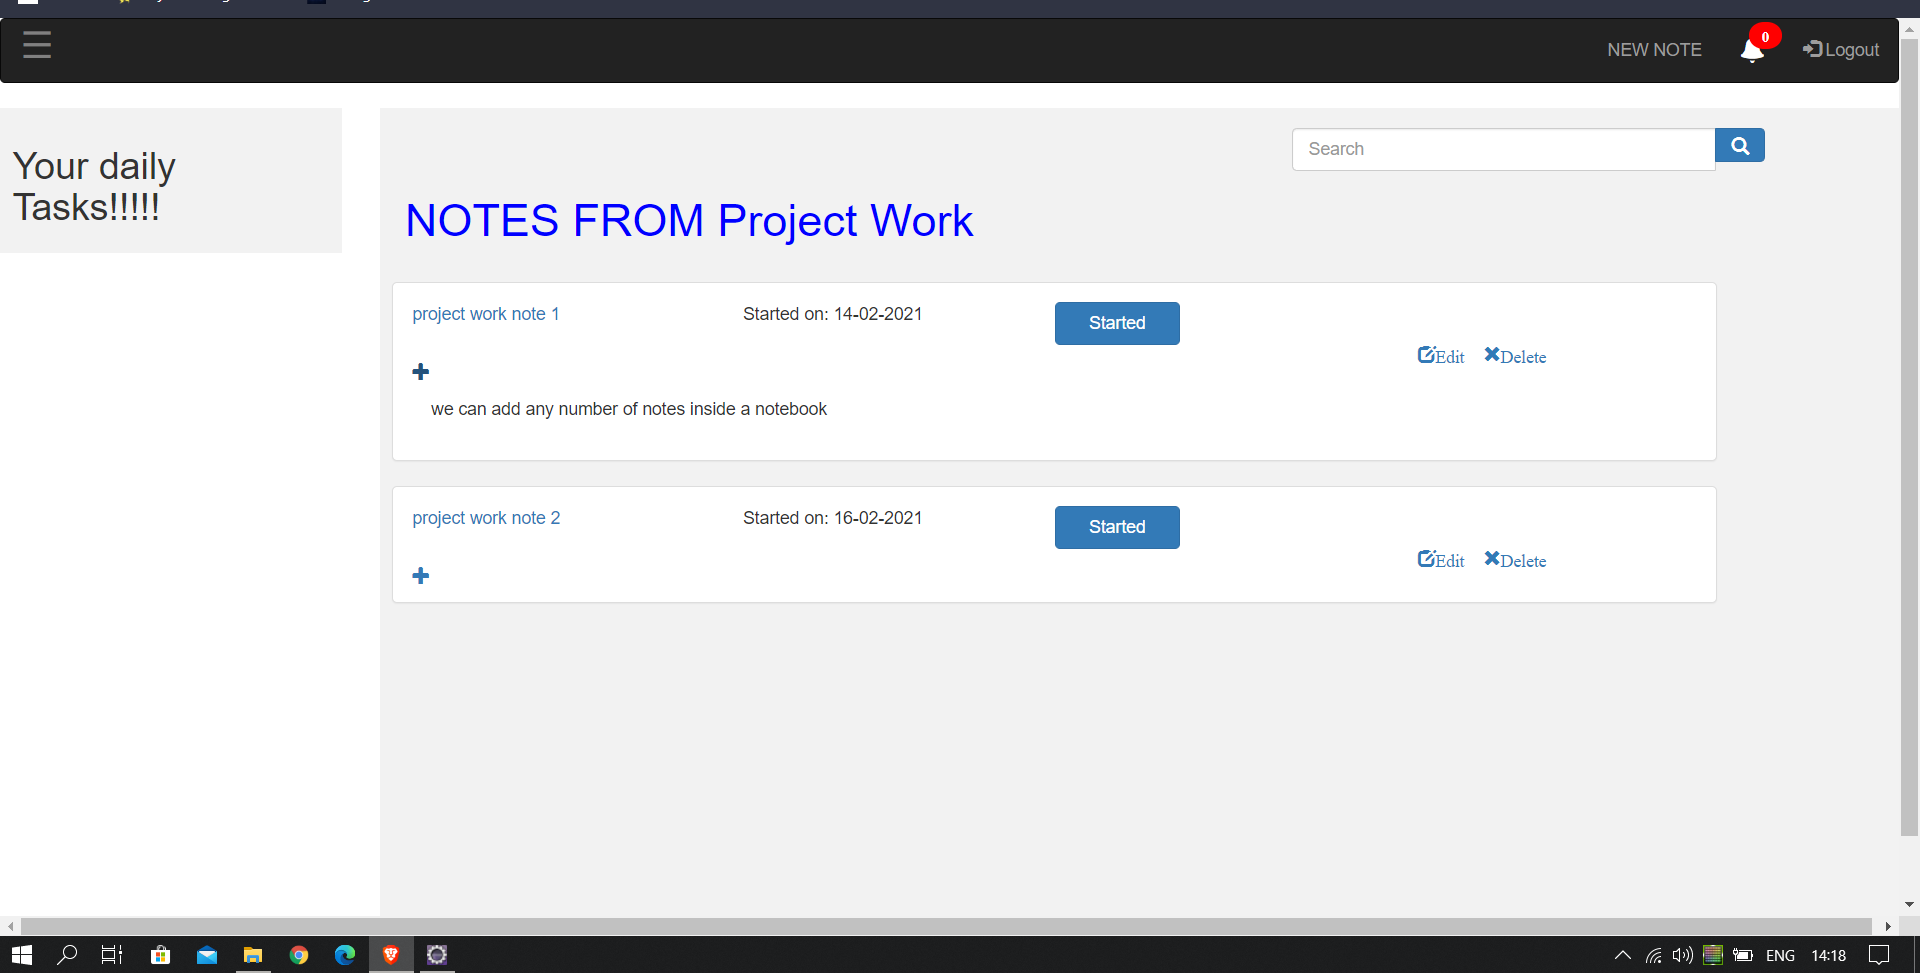 NEW NOTE 0 Logout
Your daily
Tasks!!!!!
Search
NOTES FROM Project Work
project work note 1 Started on: 14-02-2021 Started
Edit Delete
we can add any number of notes inside a notebook
project work note 2 Started on: 16-02-2021 Started
Edit Delete
ENG 14:18